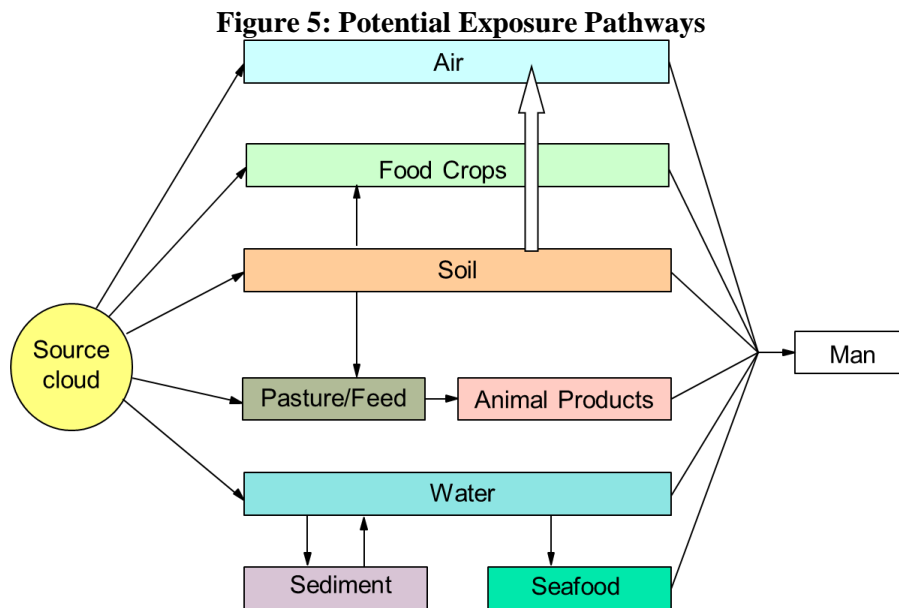 Figure 5: Potential Exposure Pathways
Air
Food Crops
Soil
Source
cloud
Man
Pasture/Feed
Animal Products
Water
Sediment
Seafood